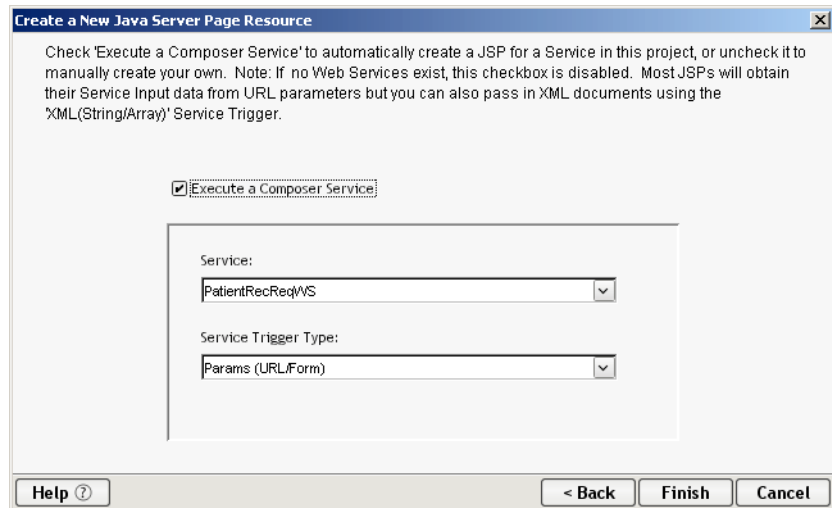 Create a New Java Server Page Resource
Check 'Execute a Composer Service' to automatically create a JSP for a Service in this project, or uncheck it to
manually create your own. Note: If no Web Services exist, this checkbox is disabled. Most JSPs will obtain
their Service Input data from URL parameters but you can also pass in XML documents using the
'XML(String/Array)' Service Trigger.
Execute a Composer Service
Service:
PatientRecReqWS
Service Trigger Type:
Params (URL/Form)
Help ?
< Back
Finish
Cancel